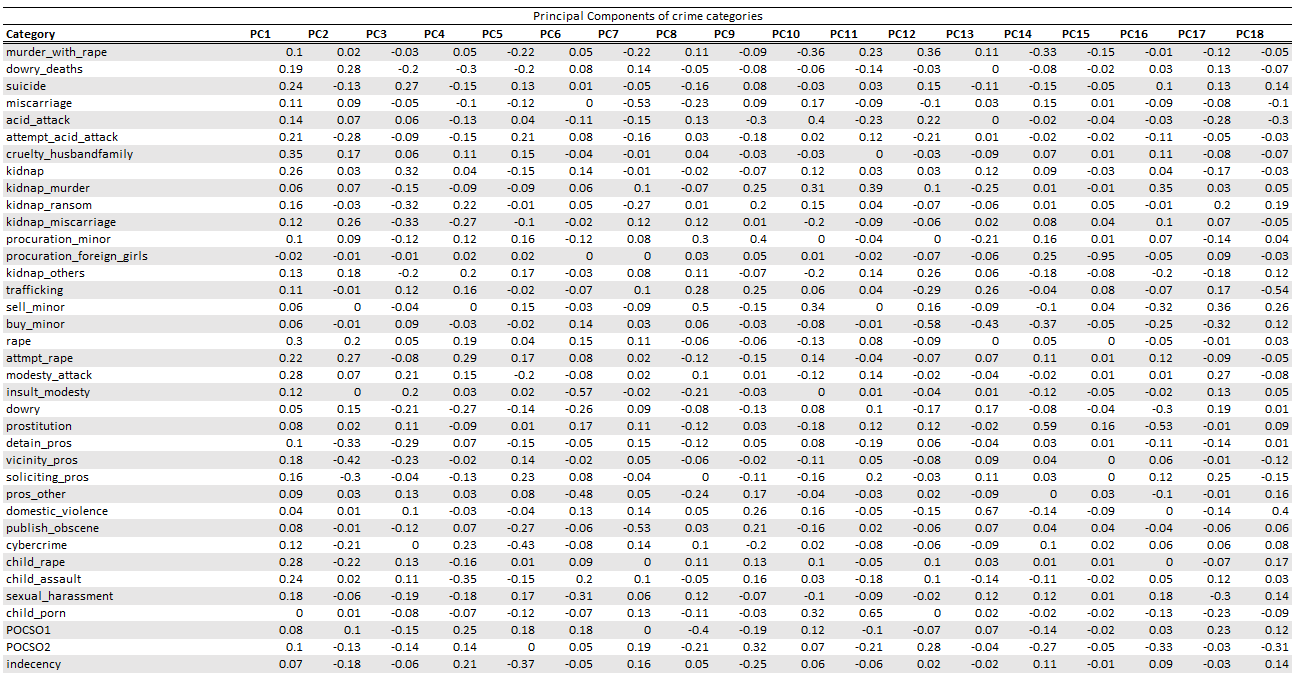 Principal Components of crime categories
Category PC1 PC2 PC3 PC4 PC5 PC6 PC7 PC8 PC9 PC10 PC11 PC12 PC13 PC14 PC15 PC16 PC17 PC18
murder_with_rape 0.1 0.02 -0.03 0.05 -0.22 0.05 -0.22 0.11 -0.09 -0.36 0.23 0.36 0.11 -0.33 -0.15 -0.01 -0.12 -0.05
dowry_deaths 0.19 0.28 -0.2 -0.3 -0.2 0.08 0.14 -0.05 -0.08 -0.06 -0.14 -0.03 0 -0.08 -0.02 0.03 0.13 -0.07
suicide 0.24 -0.13 0.27 -0.15 0.13 0.01 -0.05 -0.16 0.08 -0.03 0.03 0.15 -0.11 -0.15 -0.05 0.1 0.13 0.14
miscarriage 0.11 0.09 -0.05 -0.1 -0.12 0 -0.53 -0.23 0.09 0.17 -0.09 -0.1 0.03 0.15 0.01 -0.09 -0.08 -0.1
acid_attack 0.14 0.07 0.06 -0.13 0.04 -0.11 -0.15 0.13 -0.3 0.4 -0.23 0.22 0 -0.02 -0.04 -0.03 -0.28 -0.3
attempt_acid_attack 0.21 -0.28 -0.09 -0.15 0.21 0.08 -0.16 0.03 -0.18 0.02 0.12 -0.21 0.01 -0.02 -0.02 -0.11 -0.05 -0.03
cruelty_husbandfamily 0.35 0.17 0.06 0.11 0.15 -0.04 -0.01 0.04 -0.03 -0.03 0 -0.03 -0.09 0.07 0.01 0.11 -0.08 -0.07
kidnap 0.26 0.03 0.32 0.04 -0.15 0.14 -0.01 -0.02 -0.07 0.12 0.03 0.03 0.12 0.09 -0.03 0.04 -0.17 -0.03
kidnap_murder 0.06 0.07 -0.15 -0.09 -0.09 0.06 0.1 -0.07 0.25 0.31 0.39 0.1 -0.25 0.01 -0.01 0.35 0.03 0.05
kidnap_ransom 0.16 -0.03 -0.32 0.22 -0.01 0.05 -0.27 0.01 0.2 0.15 0.04 -0.07 -0.06 0.01 0.05 -0.01 0.2 0.19
kidnap_miscarriage 0.12 0.26 -0.33 -0.27 -0.1 -0.02 0.12 0.12 0.01 -0.2 -0.09 -0.06 0.02 0.08 0.04 0.1 0.07 -0.05
procuration_minor 0.1 0.09 -0.12 0.12 0.16 -0.12 0.08 0.3 0.4 0 -0.04 0 -0.21 0.16 0.01 0.07 -0.14 0.04
procuration_foreign_girls -0.02 -0.01 -0.01 0.02 0.02 0 0 0.03 0.05 0.01 -0.02 -0.07 -0.06 0.25 -0.95 -0.05 0.09 -0.03
kidnap_others 0.13 0.18 -0.2 0.2 0.17 -0.03 0.08 0.11 -0.07 -0.2 0.14 0.26 0.06 -0.18 -0.08 -0.2 -0.18 0.12
trafficking 0.11 -0.01 0.12 0.16 -0.02 -0.07 0.1 0.28 0.25 0.06 0.04 -0.29 0.26 -0.04 0.08 -0.07 0.17 -0.54
sell_minor 0.06 0 -0.04 0 0.15 -0.03 -0.09 0.5 -0.15 0.34 0 0.16 -0.09 -0.1 0.04 -0.32 0.36 0.26
buy_minor 0.06 -0.01 0.09 -0.03 -0.02 0.14 0.03 0.06 -0.03 -0.08 -0.01 -0.58 -0.43 -0.37 -0.05 -0.25 -0.32 0.12
rape 0.3 0.2 0.05 0.19 0.04 0.15 0.11 -0.06 -0.06 -0.13 0.08 -0.09 0 0.05 0 -0.05 -0.01 0.03
attmpt_rape 0.22 0.27 -0.08 0.29 0.17 0.08 0.02 -0.12 -0.15 0.14 -0.04 -0.07 0.07 0.11 0.01 0.12 -0.09 -0.05
modesty_attack 0.28 0.07 0.21 0.15 -0.2 -0.08 0.02 0.1 0.01 -0.12 0.14 -0.02 -0.04 -0.02 0.01 0.01 0.27 -0.08
insult_modesty 0.12 0 0.2 0.03 0.02 -0.57 -0.02 -0.21 -0.03 0 0.01 -0.04 0.01 -0.12 -0.05 -0.02 0.13 0.05
dowry 0.05 0.15 -0.21 -0.27 -0.14 -0.26 0.09 -0.08 -0.13 0.08 0.1 -0.17 0.17 -0.08 -0.04 -0.3 0.19 0.01
prostitution 0.08 0.02 0.11 -0.09 0.01 0.17 0.11 -0.12 0.03 -0.18 0.12 0.12 -0.02 0.59 0.16 -0.53 -0.01 0.09
detain_pros 0.1 -0.33 -0.29 0.07 -0.15 -0.05 0.15 -0.12 0.05 0.08 -0.19 0.06 -0.04 0.03 0.01 -0.11 -0.14 0.01
vicinity_pros 0.18 -0.42 -0.23 -0.02 0.14 -0.02 0.05 -0.06 -0.02 -0.11 0.05 -0.08 0.09 0.04 0 0.06 -0.01 -0.12
soliciting_pros 0.16 -0.3 -0.04 -0.13 0.23 0.08 -0.04 0 -0.11 -0.16 0.2 -0.03 0.11 0.03 0 0.12 0.25 -0.15
pros_other 0.09 0.03 0.13 0.03 0.08 -0.48 0.05 -0.24 0.17 -0.04 -0.03 0.02 -0.09 0 0.03 -0.1 -0.01 0.16
domestic_violence 0.04 0.01 0.1 -0.03 -0.04 0.13 0.14 0.05 0.26 0.16 -0.05 -0.15 0.67 -0.14 -0.09 0 -0.14 0.4
publish_obscene 0.08 -0.01 -0.12 0.07 -0.27 -0.06 -0.53 0.03 0.21 -0.16 0.02 -0.06 0.07 0.04 0.04 -0.04 -0.06 0.06
cybercrime 0.12 -0.21 0 0.23 -0.43 -0.08 0.14 0.1 -0.2 0.02 -0.08 -0.06 -0.09 0.1 0.02 0.06 0.06 0.08
child_rape 0.28 -0.22 0.13 -0.16 0.01 0.09 0 0.11 0.13 0.1 -0.05 0.1 0.03 0.01 0.01 0 -0.07 0.17
child_assault 0.24 0.02 0.11 -0.35 -0.15 0.2 0.1 -0.05 0.16 0.03 -0.18 0.1 -0.14 -0.11 -0.02 0.05 0.12 0.03
sexual_harassment 0.18 -0.06 -0.19 -0.18 0.17 -0.31 0.06 0.12 -0.07 -0.1 -0.09 -0.02 0.12 0.12 0.01 0.18 -0.3 0.14
child_porn 0 0.01 -0.08 -0.07 -0.12 -0.07 0.13 -0.11 -0.03 0.32 0.65 0 0.02 -0.02 -0.02 -0.13 -0.23 -0.09
POCSO1 0.08 0.1 -0.15 0.25 0.18 0.18 0 -0.4 -0.19 0.12 -0.1 -0.07 0.07 -0.14 -0.02 0.03 0.23 0.12
POCSO2 0.1 -0.13 -0.14 0.14 0 0.05 0.19 -0.21 0.32 0.07 -0.21 0.28 -0.04 -0.27 -0.05 -0.33 -0.03 -0.31
indecency 0.07 -0.18 -0.06 0.21 -0.37 -0.05 0.16 0.05 -0.25 0.06 -0.06 0.02 -0.02 0.11 -0.01 0.09 -0.03 0.14